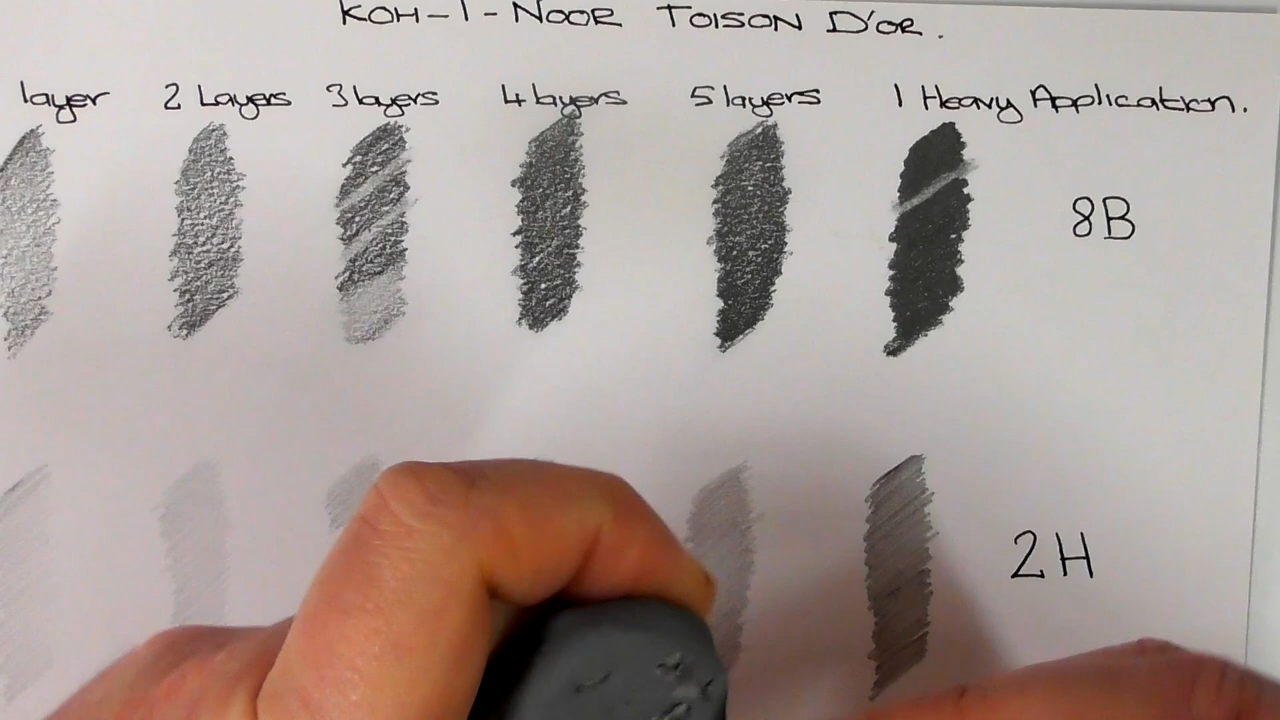 KOH-I-NOOR TOISON D'OR.
layer 2 Layers 3 layers 4 layers 5 layers 1 Heavy Application.
8B
2H